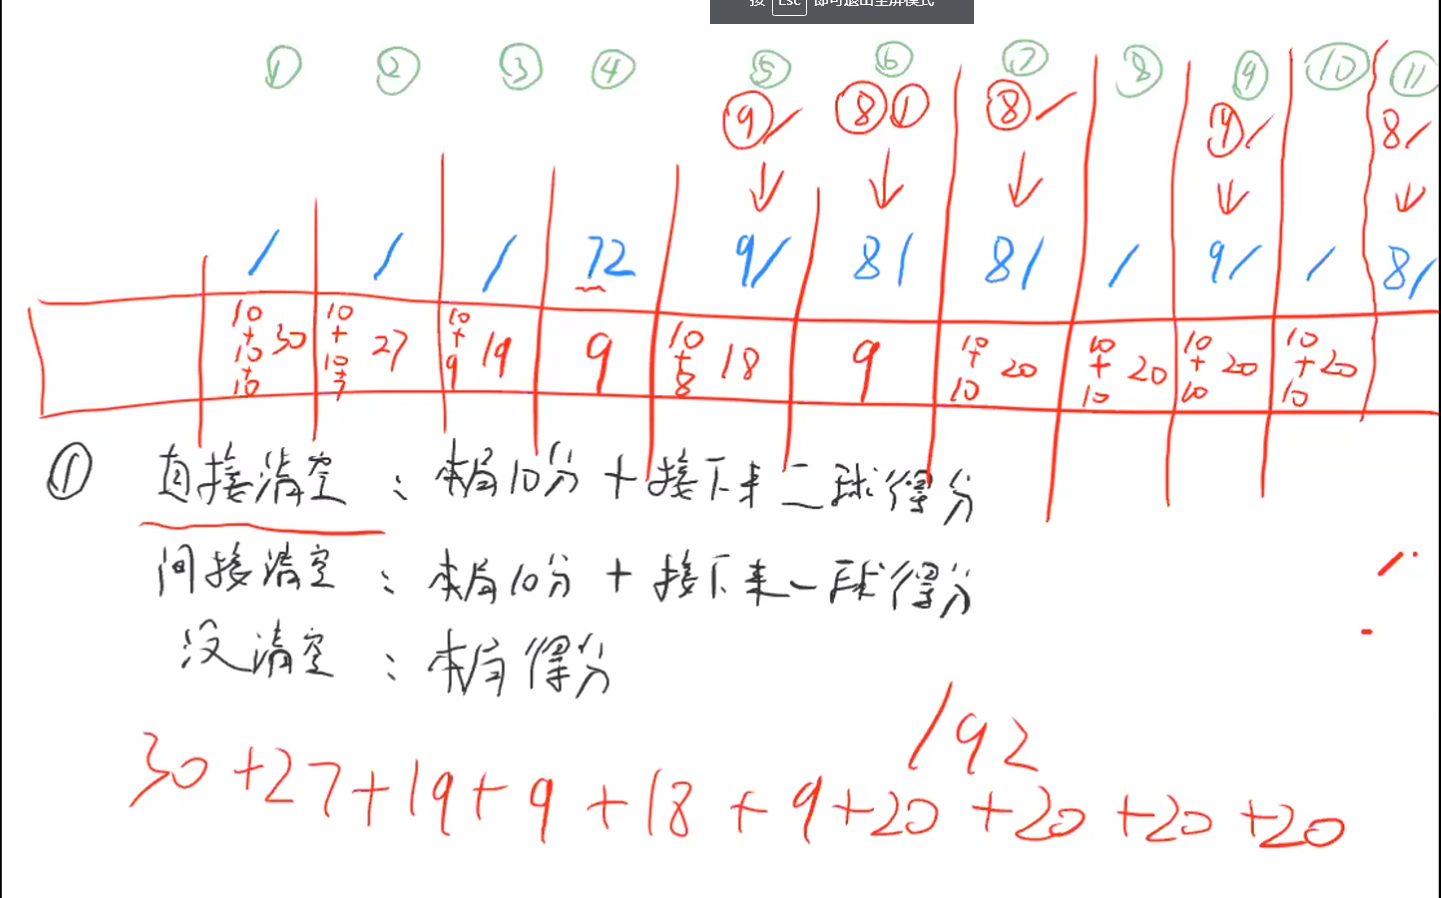 按 Esc 即可退出全屏模式
① ② ③ ④ ⑤ ⑥ ⑦ ⑧ ⑨ ⑩ ⑪
⑨/ ⑧① ⑧/ ⑨/ 8/
↓ ↓ ↓ ↓ ↓
/ / / 72 9/ 81 8/ / 9/ / 8/
10+10+10 30 10+10+7 27 10+9 19 9 10+8 18 9 10+10 20 10+10 20 10+10 20 10+10 20
① 直接清空：本局10分+接下来二球得分
间接清空：本局10分+接下来一球得分
没清空：本局得分
192
30+27+19+9+18+9+20+20+20+20